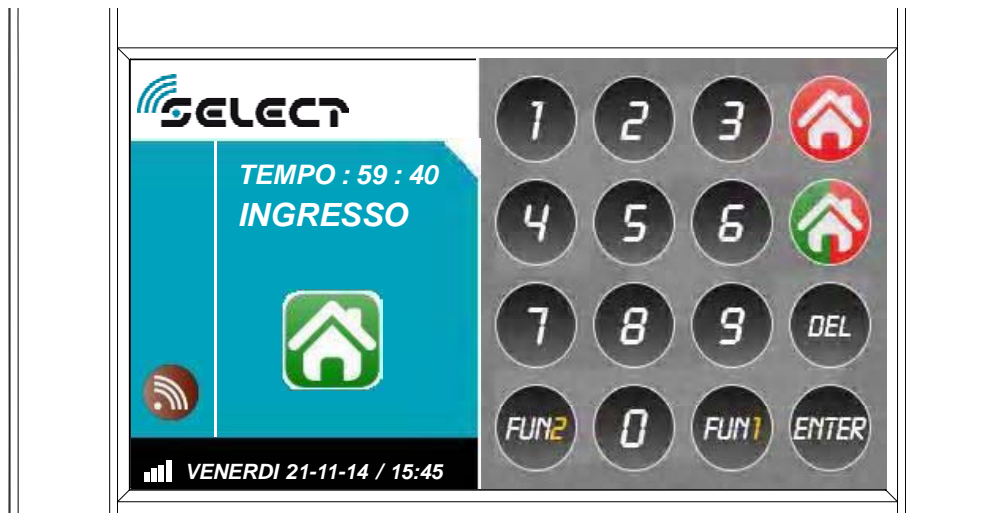 SELECT
TEMPO : 59 : 40
INGRESSO
VENERDI 21-11-14 / 15:45
1 2 3
4 5 6
7 8 9 DEL
FUN2 0 FUN1 ENTER